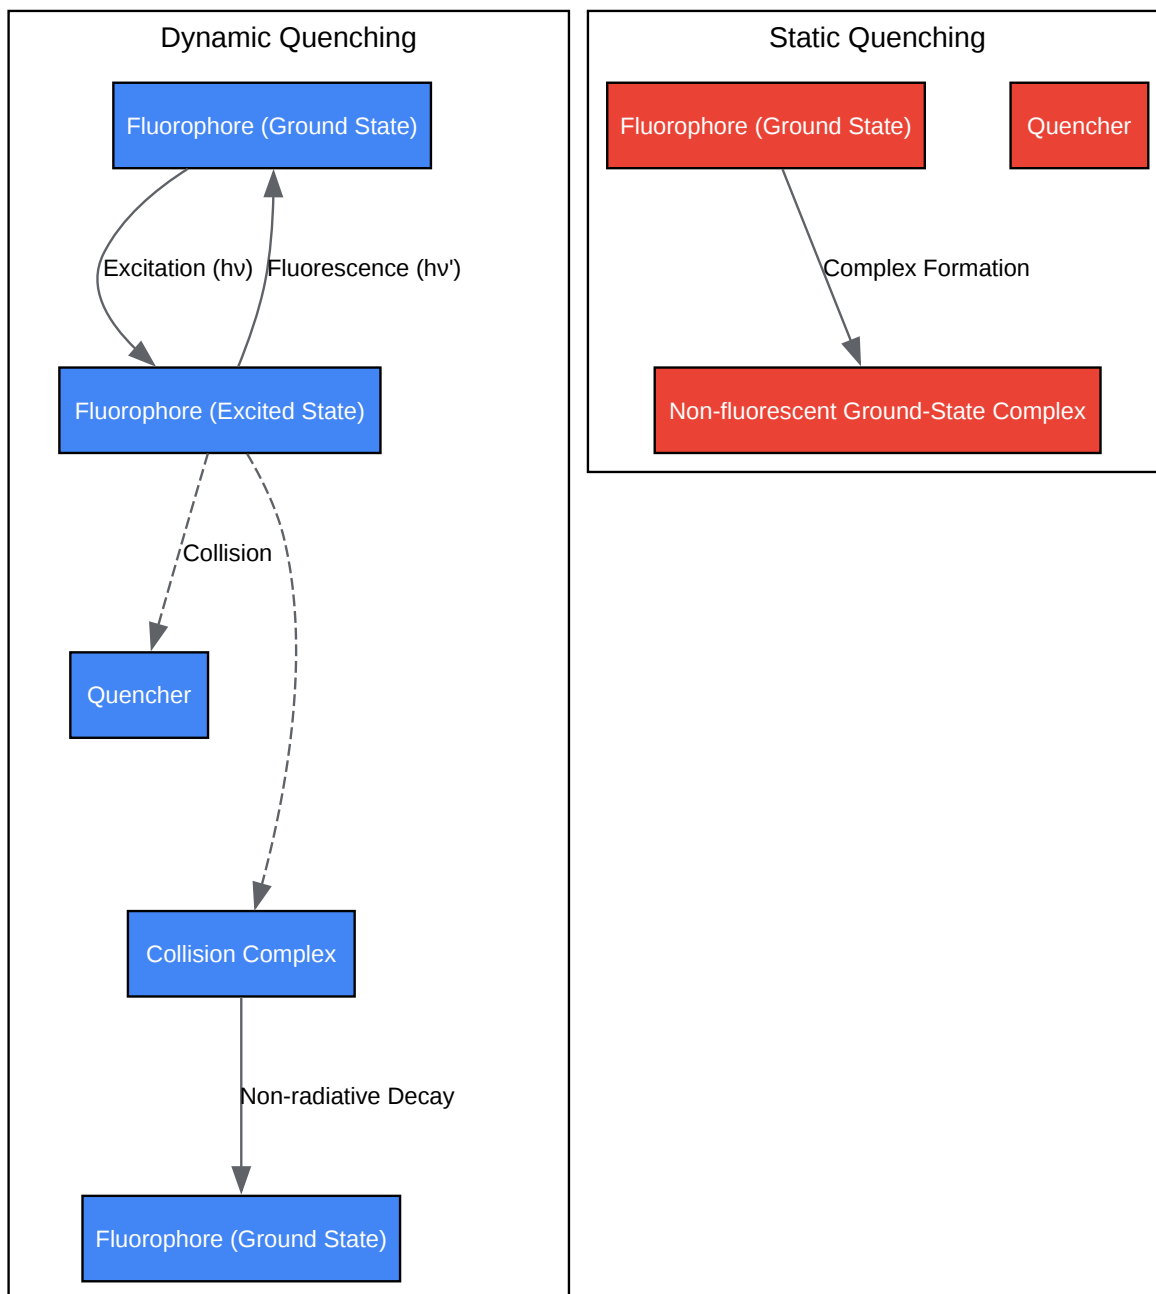 Dynamic Quenching
Fluorophore (Ground State)
Excitation (hν)
Fluorescence (hν')
Fluorophore (Excited State)
Collision
Quencher
Collision Complex
Non-radiative Decay
Fluorophore (Ground State)
Static Quenching
Fluorophore (Ground State)
Quencher
Complex Formation
Non-fluorescent Ground-State Complex